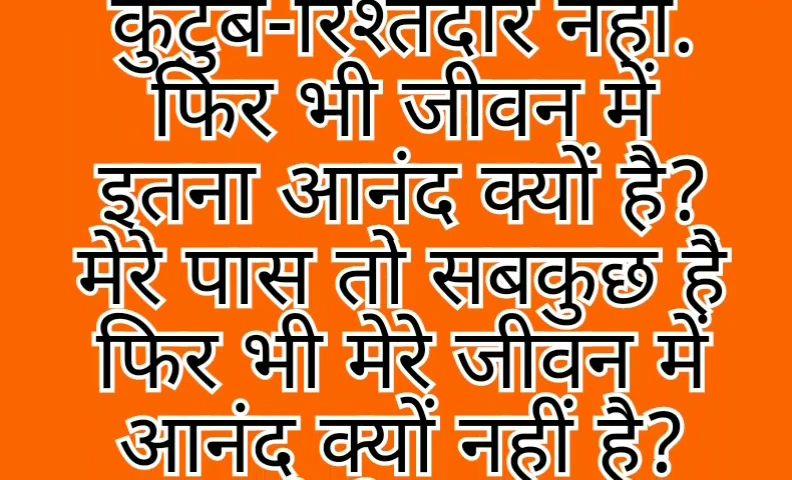 कुटुंब-रिश्तेदार नहीं.
फिर भी जीवन में
इतना आनंद क्यों है?
मेरे पास तो सबकुछ है
फिर भी मेरे जीवन में
आनंद क्यों नहीं है?